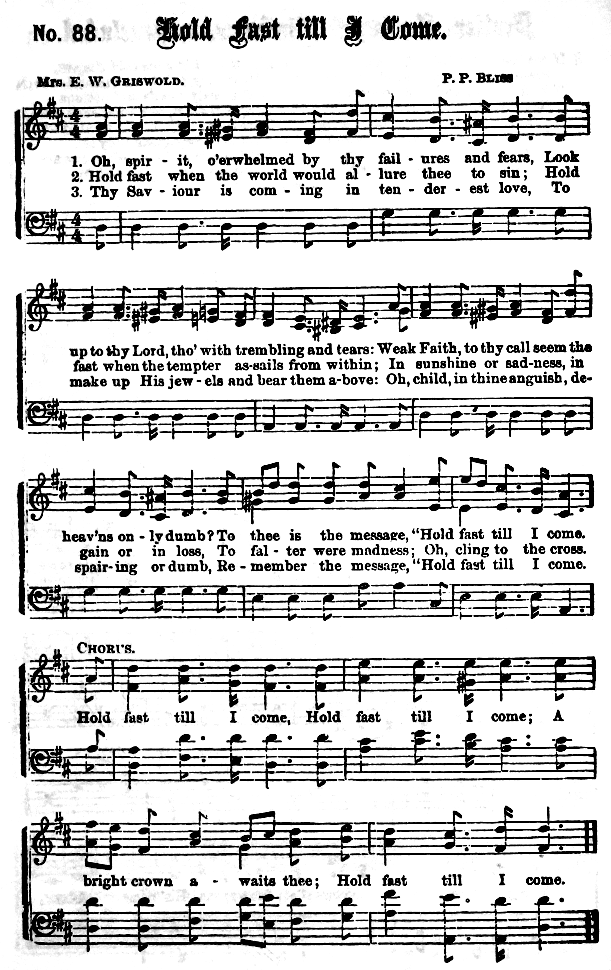 No. 88. Hold Fast till I Come.
Mrs. E. W. Griswold. P. P. Bliss
1. Oh, spir - it, o'erwhelmed by thy fail - ures and fears, Look
2. Hold fast when the world would al - lure thee to sin; Hold
3. Thy Sav - iour is com - ing in ten - der - est love, To
up to thy Lord, tho' with trembling and tears: Weak Faith, to thy call seem the
fast when the tempter as-sails from within; In sunshine or sad-ness, in
make up His jew-els and bear them a-bove: Oh, child, in thine anguish, de-
heav'ns on-ly dumb? To thee is the message, "Hold fast till I come.
gain or in loss, To fal-ter were madness; Oh, cling to the cross.
spair-ing or dumb, Re-member the message, "Hold fast till I come.
Chorus.
Hold fast till I come, Hold fast till I come; A
bright crown a - waits thee; Hold fast till I come.